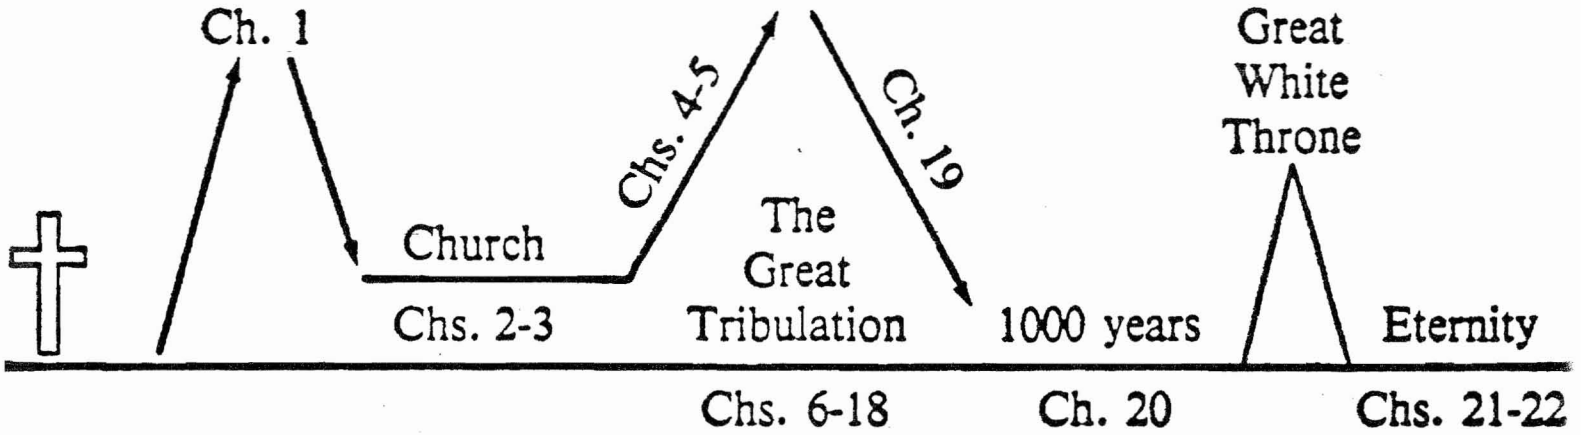 Ch. 1
Church
Chs. 2-3
Chs. 4-5
The
Great
Tribulation
Chs. 6-18
Ch. 19
1000 years
Ch. 20
Great
White
Throne
Eternity
Chs. 21-22